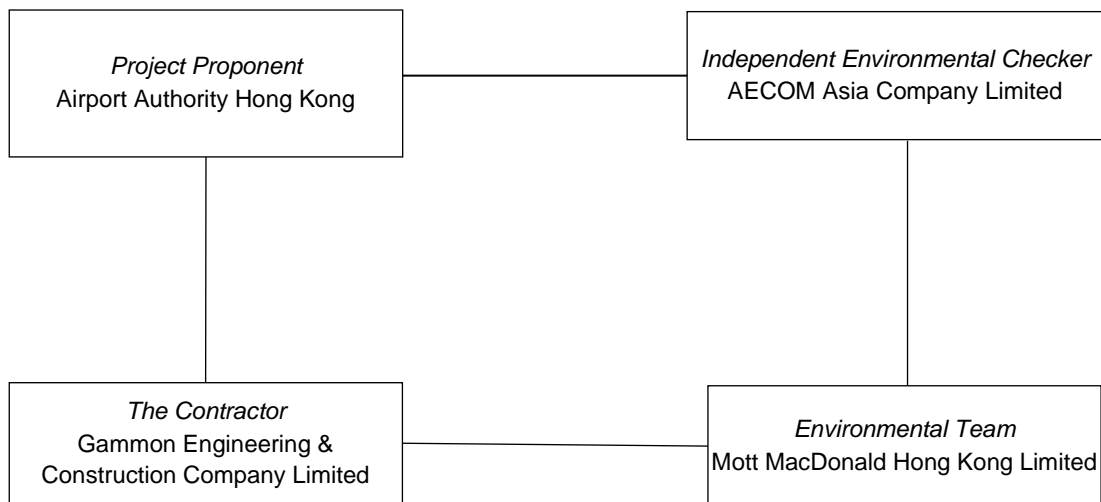 Project Proponent
Airport Authority Hong Kong
Independent Environmental Checker
AECOM Asia Company Limited
The Contractor
Gammon Engineering &
Construction Company Limited
Environmental Team
Mott MacDonald Hong Kong Limited